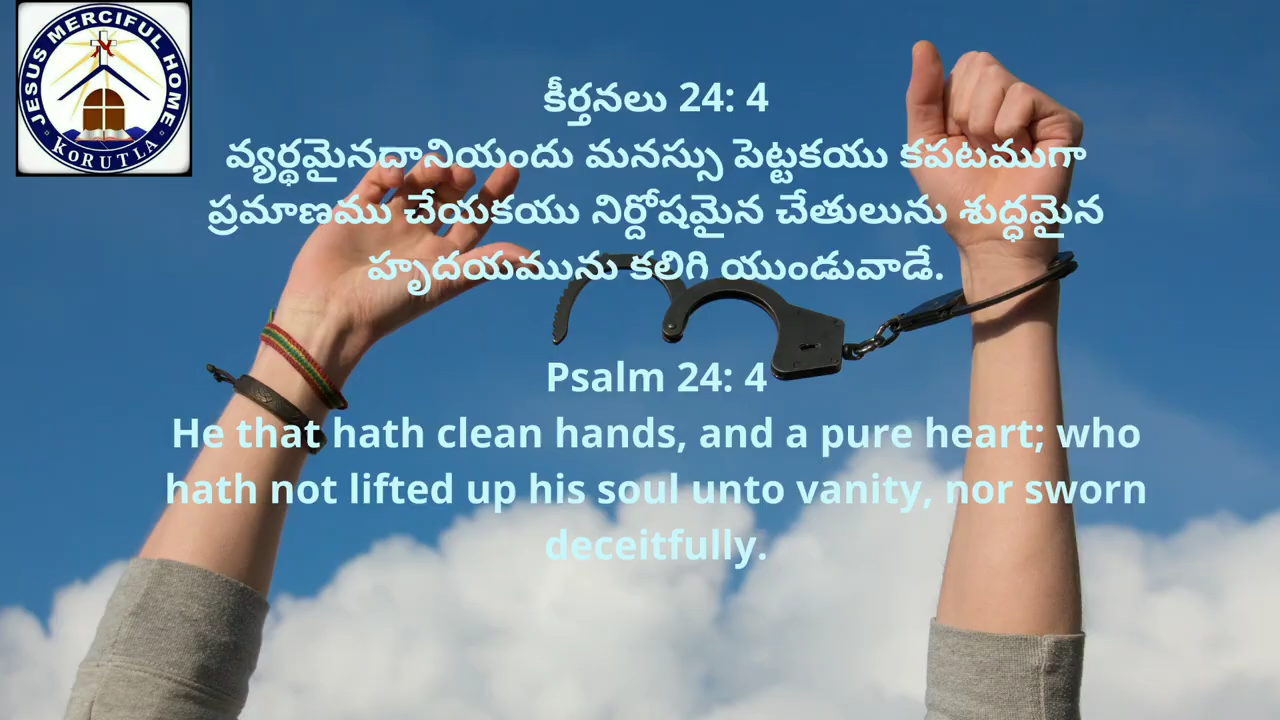 JESUS MERCIFUL HOME
KORUTLA
కీర్తనలు 24: 4
వ్యర్థమైనదానియందు మనస్సు పెట్టకయు కపటముగా
ప్రమాణము చేయకయు నిర్దోషమైన చేతులును శుద్ధమైన
హృదయమును కలిగి యుండువాడే.
Psalm 24: 4
He that hath clean hands, and a pure heart; who
hath not lifted up his soul unto vanity, nor sworn
deceitfully.